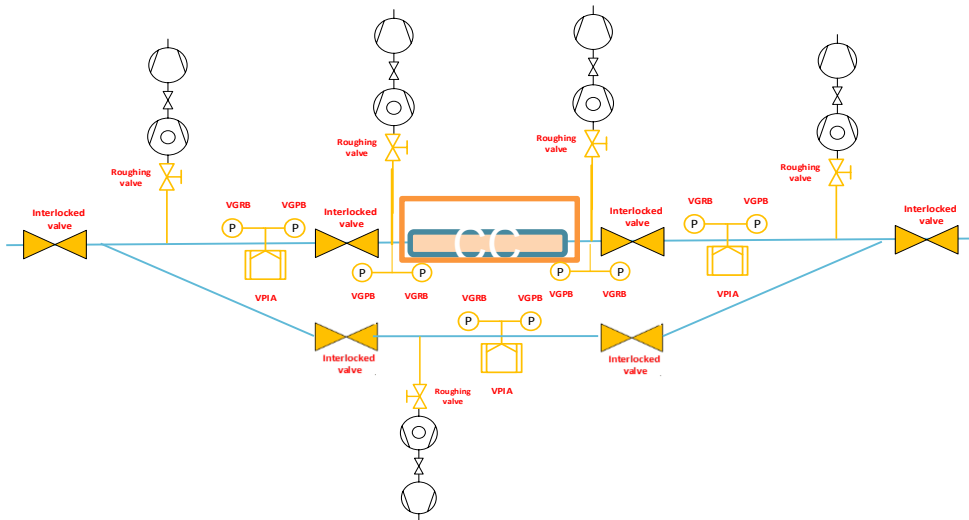 Roughing
valve
Roughing
valve
Roughing
valve
Roughing
valve
VGRB
VGPB
VGRB
VGPB
Interlocked
valve
Interlocked
valve
Interlocked
valve
Interlocked
valve
P
P
P
P
P
P
P
P
VPIA
VGPB
VGRB
VGPB
VGRB
VPIA
VGRB
VGPB
P
P
Interlocked
valve
Interlocked
valve
VPIA
Roughing
valve